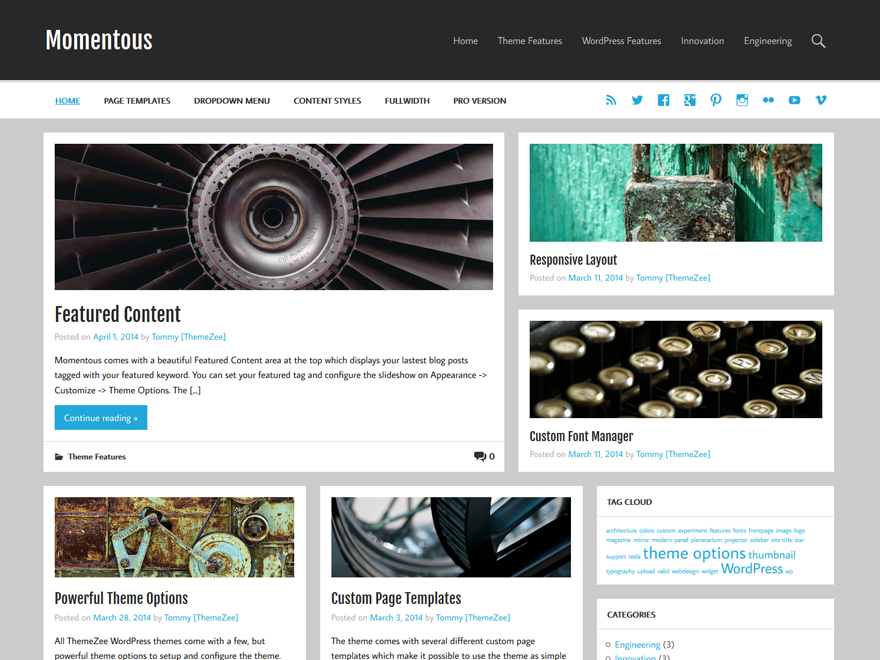 Momentous
Home Theme Features WordPress Features Innovation Engineering
HOME PAGE TEMPLATES DROPDOWN MENU CONTENT STYLES FULLWIDTH PRO VERSION
Featured Content
Posted on April 1, 2014 by Tommy [ThemeZee]
Momentous comes with a beautiful Featured Content area at the top which displays your lastest blog posts
tagged with your featured keyword. You can set your featured tag and configure the slideshow on Appearance ->
Customize -> Theme Options. The [...]
Continue reading »
Theme Features 0
Responsive Layout
Posted on March 11, 2014 by Tommy [ThemeZee]
Custom Font Manager
Posted on March 11, 2014 by Tommy [ThemeZee]
Powerful Theme Options
Posted on March 28, 2014 by Tommy [ThemeZee]
All ThemeZee WordPress themes come with a few, but
powerful theme options to setup and configure the theme.
Custom Page Templates
Posted on March 3, 2014 by Tommy [ThemeZee]
The theme comes with several different custom page
templates which make it possible to use the theme as simple
TAG CLOUD
architecture colors custom experiment features fonts frontpage image logo
magazine mirror modern panel planetarium projector sidebar site title star
support tesla theme options thumbnail
typography upload valid webdesign widget WordPress wp
CATEGORIES
Engineering (3)
Innovation (3)